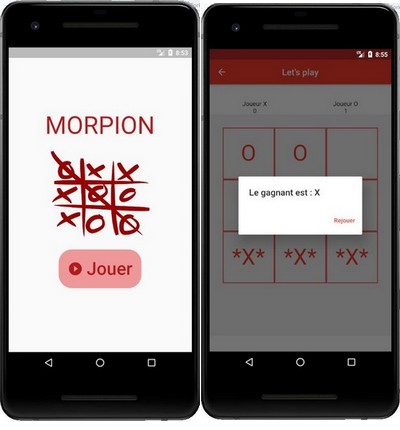 8:53
MORPION
O X X
X O O
X O O
Jouer
8:55
Let's play
Joueur X
0
Joueur O
1
O O
Le gagnant est : X
Rejouer
*X* *X* *X*